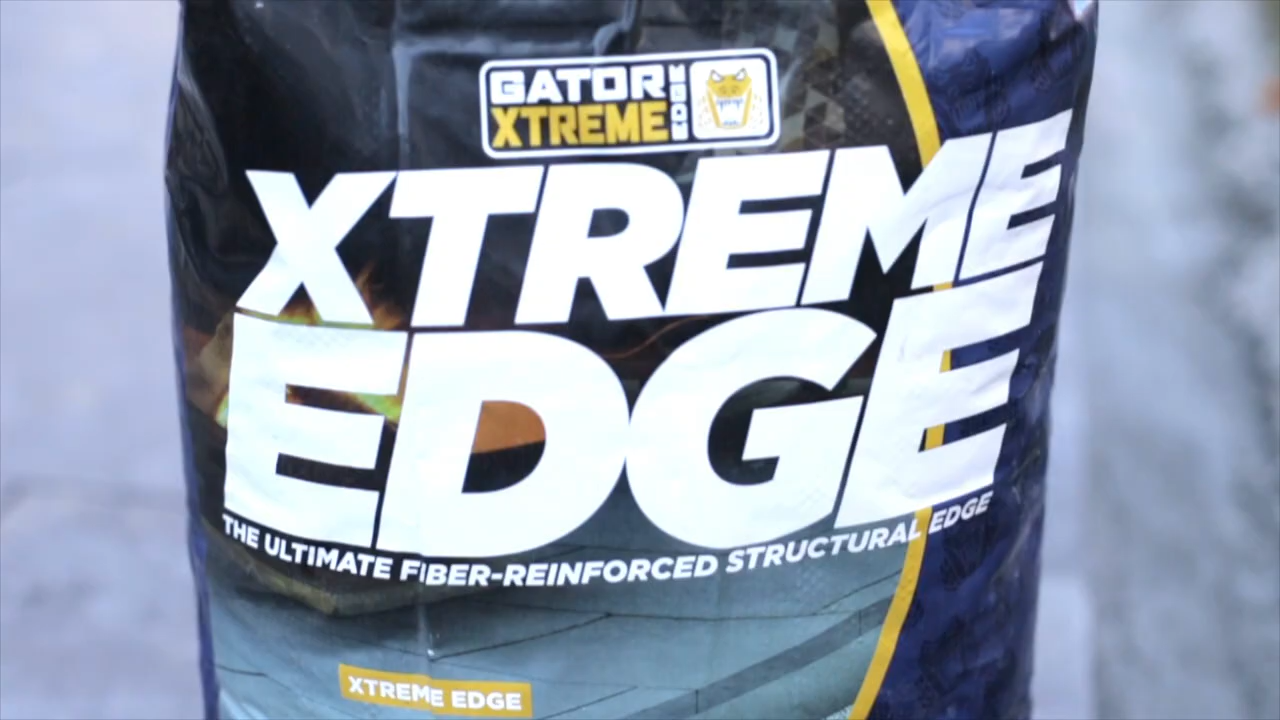 GATOR
XTREME
EDGE
XTREME
EDGE
THE ULTIMATE FIBER-REINFORCED STRUCTURAL EDGE
XTREME EDGE